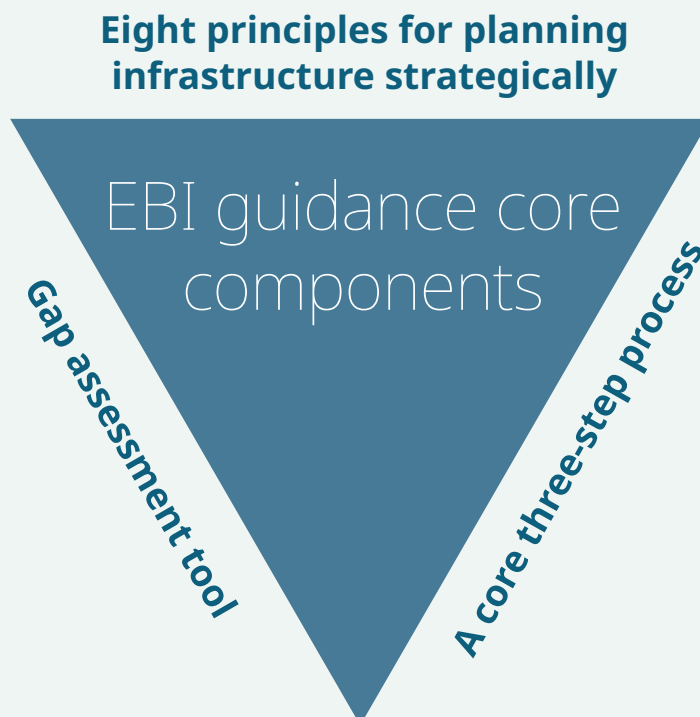 Eight principles for planning
infrastructure strategically
EBI guidance core
components
Gap assessment tool
A core three-step process